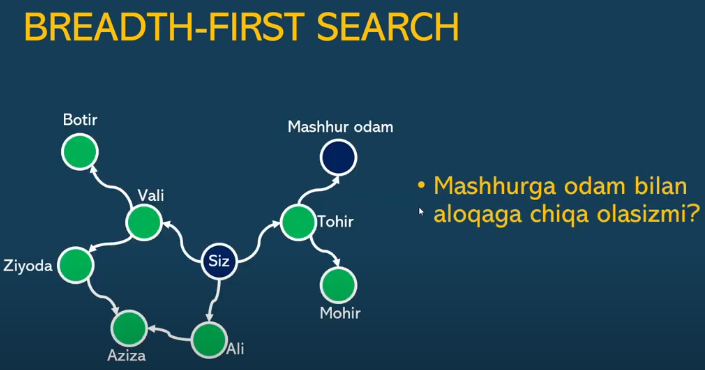 BREADTH-FIRST SEARCH
Botir
Mashhur odam
Vali
Tohir
Siz
Ziyoda
Mohir
Aziza
Ali
• Mashhurga odam bilan
aloqaga chiqa olasizmi?